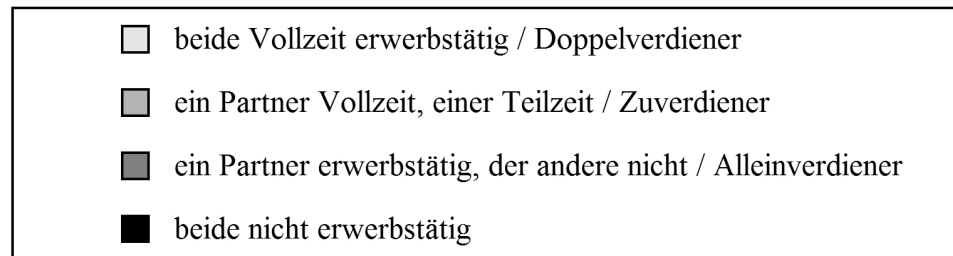 beide Vollzeit erwerbstätig / Doppelverdiener
ein Partner Vollzeit, einer Teilzeit / Zuverdiener
ein Partner erwerbstätig, der andere nicht / Alleinverdiener
beide nicht erwerbstätig